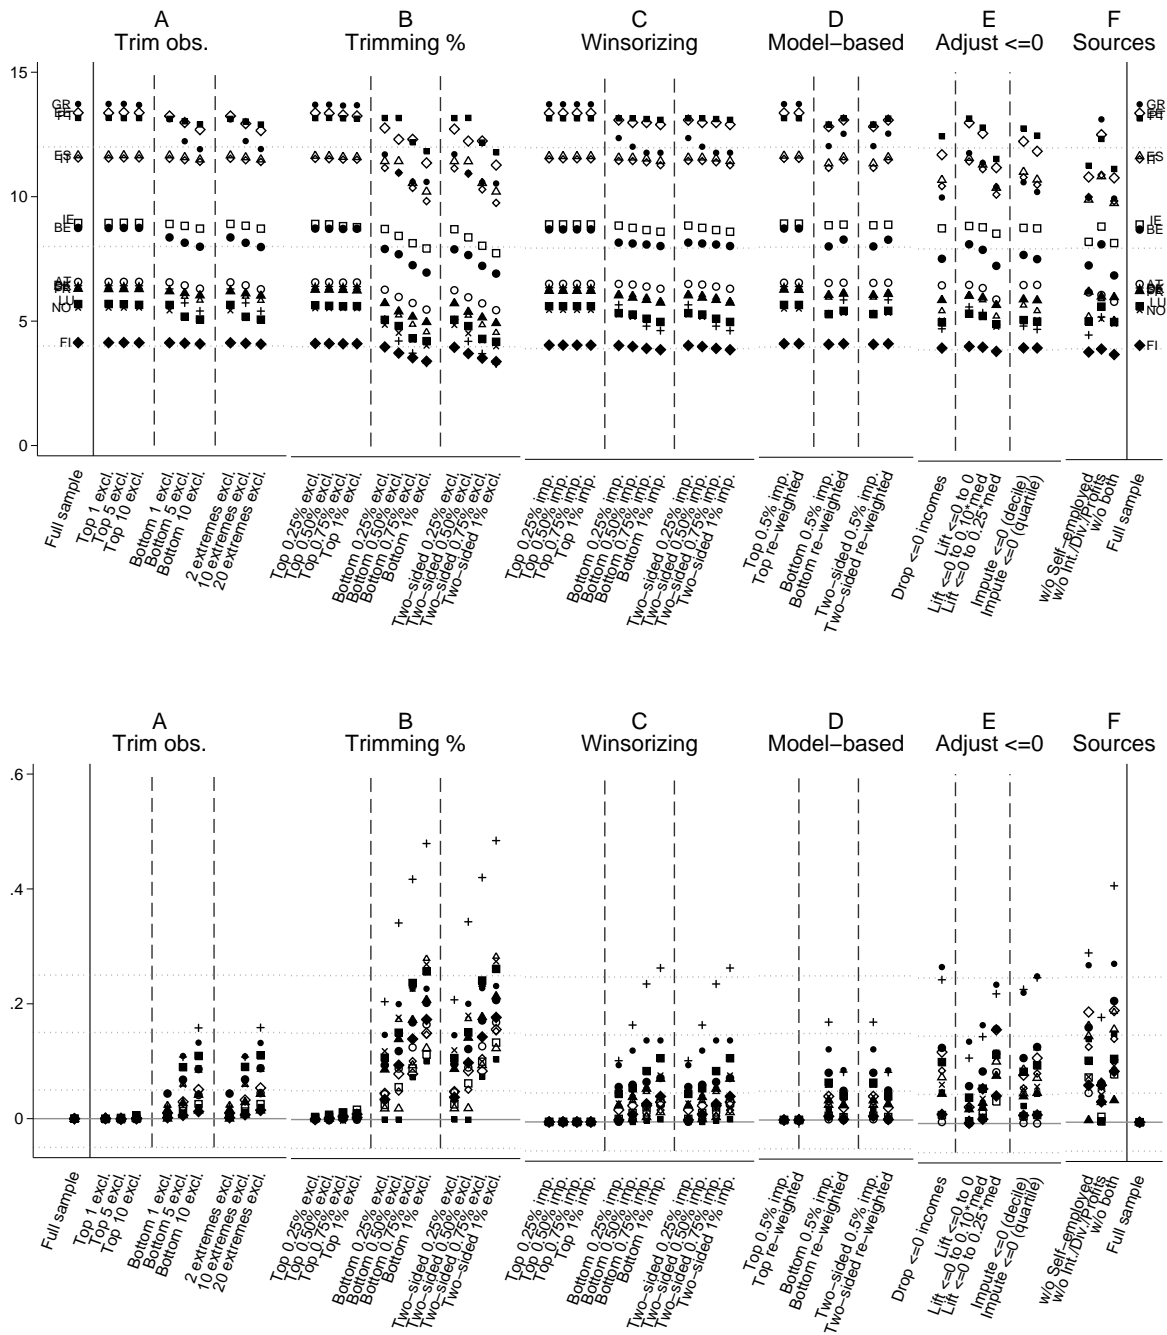 A B C D E F
Trim obs. Trimming % Winsorizing Model−based Adjust <=0 Sources
15
10
5
0
GR
ES
IE
BE
AT
LU
NO
FI
GR
ES
IE
BE
AT
LU
NO
FI
Full sample
Top 1 excl.
Top 5 excl.
Top 10 excl.
Bottom 1 excl.
Bottom 5 excl.
Bottom 10 excl.
2 extremes excl.
10 extremes excl.
20 extremes excl.
Top 0.25% excl.
Top 0.50% excl.
Top 0.75% excl.
Top 1% excl.
Bottom 0.25% excl.
Bottom 0.50% excl.
Bottom 0.75% excl.
Bottom 1% excl.
Two−sided 0.25% excl.
Two−sided 0.50% excl.
Two−sided 0.75% excl.
Two−sided 1% excl.
Top 0.25% imp.
Top 0.50% imp.
Top 0.75% imp.
Top 1% imp.
Bottom 0.25% imp.
Bottom 0.50% imp.
Bottom 0.75% imp.
Bottom 1% imp.
Two−sided 0.25% imp.
Two−sided 0.50% imp.
Two−sided 0.75% imp.
Two−sided 1% imp.
Top 0.5% imp.
Top re−weighted
Bottom 0.5% imp.
Bottom re−weighted
Two−sided 0.5% imp.
Two−sided re−weighted
Drop <=0 incomes
Lift <=0 to 0
Lift <=0 to 0.10*med
Lift <=0 to 0.25*med
Impute <=0 (decile)
Impute <=0 (quartile)
w/o Self−employed
w/o Int./Div./Points
w/o both
Full sample
A B C D E F
Trim obs. Trimming % Winsorizing Model−based Adjust <=0 Sources
.6
.4
.2
0
Full sample
Top 1 excl.
Top 5 excl.
Top 10 excl.
Bottom 1 excl.
Bottom 5 excl.
Bottom 10 excl.
2 extremes excl.
10 extremes excl.
20 extremes excl.
Top 0.25% excl.
Top 0.50% excl.
Top 0.75% excl.
Top 1% excl.
Bottom 0.25% excl.
Bottom 0.50% excl.
Bottom 0.75% excl.
Bottom 1% excl.
Two−sided 0.25% excl.
Two−sided 0.50% excl.
Two−sided 0.75% excl.
Two−sided 1% excl.
Top 0.25% imp.
Top 0.50% imp.
Top 0.75% imp.
Top 1% imp.
Bottom 0.25% imp.
Bottom 0.50% imp.
Bottom 0.75% imp.
Bottom 1% imp.
Two−sided 0.25% imp.
Two−sided 0.50% imp.
Two−sided 0.75% imp.
Two−sided 1% imp.
Top 0.5% imp.
Top re−weighted
Bottom 0.5% imp.
Bottom re−weighted
Two−sided 0.5% imp.
Two−sided re−weighted
Drop <=0 incomes
Lift <=0 to 0
Lift <=0 to 0.10*med
Lift <=0 to 0.25*med
Impute <=0 (decile)
Impute <=0 (quartile)
w/o Self−employed
w/o Int./Div./Points
w/o both
Full sample